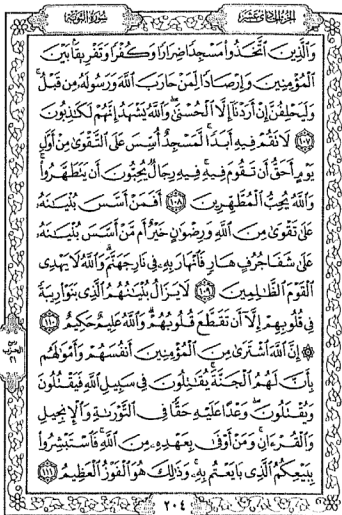 الجزء الحادي عشر
سورة التوبة
وَالَّذِينَ اتَّخَذُوا مَسْجِدًا ضِرَارًا وَكُفْرًا وَتَفْرِيقًا بَيْنَ
الْمُؤْمِنِينَ وَإِرْصَادًا لِّمَنْ حَارَبَ اللَّهَ وَرَسُولَهُ مِن قَبْلُ ۚ
وَلَيَحْلِفُنَّ إِنْ أَرَدْنَا إِلَّا الْحُسْنَىٰ ۖ وَاللَّهُ يَشْهَدُ إِنَّهُمْ لَكَاذِبُونَ
١٠٧ لَا تَقُمْ فِيهِ أَبَدًا ۚ لَّمَسْجِدٌ أُسِّسَ عَلَى التَّقْوَىٰ مِنْ أَوَّلِ
يَوْمٍ أَحَقُّ أَن تَقُومَ فِيهِ ۚ فِيهِ رِجَالٌ يُحِبُّونَ أَن يَتَطَهَّرُوا ۚ
وَاللَّهُ يُحِبُّ الْمُطَّهِّرِينَ ١٠٨ أَفَمَنْ أَسَّسَ بُنْيَانَهُ
عَلَىٰ تَقْوَىٰ مِنَ اللَّهِ وَرِضْوَانٍ خَيْرٌ أَم مَّنْ أَسَّسَ بُنْيَانَهُ
عَلَىٰ شَفَا جُرُفٍ هَارٍ فَانْهَارَ بِهِ فِي نَارِ جَهَنَّمَ ۗ وَاللَّهُ لَا يَهْدِي
الْقَوْمَ الظَّالِمِينَ ١٠٩ لَا يَزَالُ بُنْيَانُهُمُ الَّذِي بَنَوْا رِيبَةً
فِي قُلُوبِهِمْ إِلَّا أَن تَقَطَّعَ قُلُوبُهُمْ ۗ وَاللَّهُ عَلِيمٌ حَكِيمٌ ١١٠
۞ إِنَّ اللَّهَ اشْتَرَىٰ مِنَ الْمُؤْمِنِينَ أَنفُسَهُمْ وَأَمْوَالَهُم
بِأَنَّ لَهُمُ الْجَنَّةَ ۚ يُقَاتِلُونَ فِي سَبِيلِ اللَّهِ فَيَقْتُلُونَ
وَيُقْتَلُونَ ۖ وَعْدًا عَلَيْهِ حَقًّا فِي التَّوْرَاةِ وَالْإِنجِيلِ
وَالْقُرْآنِ ۚ وَمَنْ أَوْفَىٰ بِعَهْدِهِ مِنَ اللَّهِ ۚ فَاسْتَبْشِرُوا
بِبَيْعِكُمُ الَّذِي بَايَعْتُم بِهِ ۚ وَذَٰلِكَ هُوَ الْفَوْزُ الْعَظِيمُ ١١١
٢٠٤